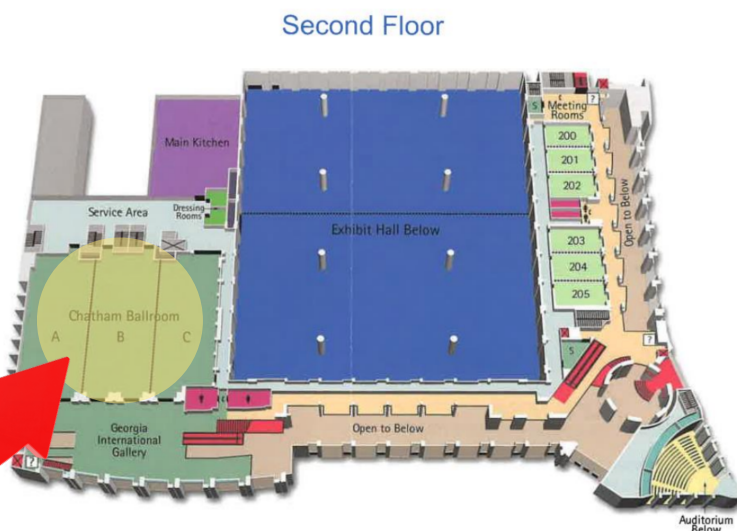 Second Floor
Meeting
Rooms
S
?
200
201
202
Main Kitchen
Dressing
Rooms
Service Area
Exhibit Hall Below
Open to Below
203
204
205
Chatham Ballroom
A
B
C
S
?
Georgia
International
Gallery
Open to Below
?
Auditorium
Below